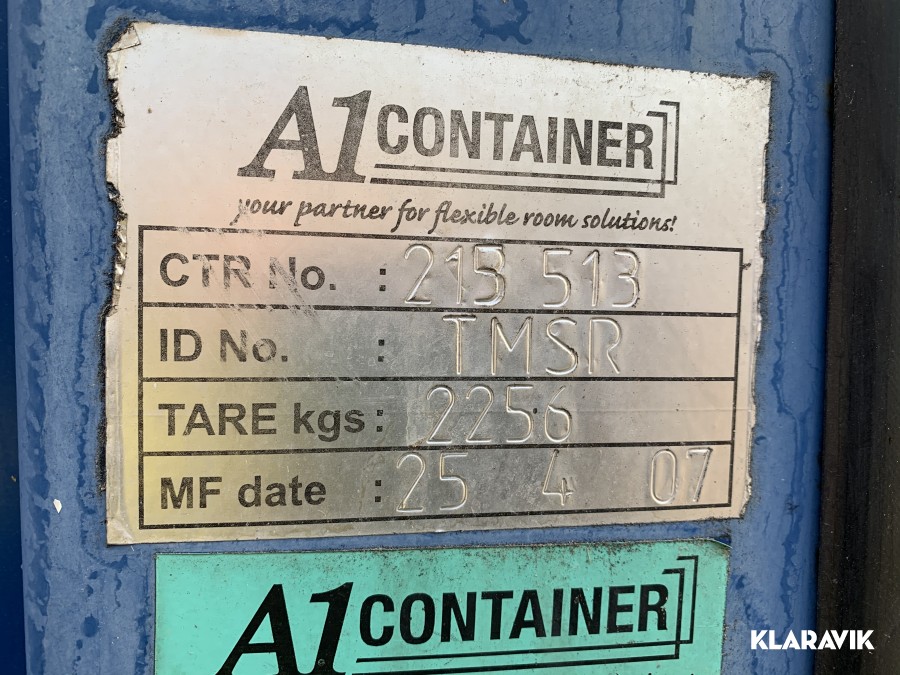 A1 CONTAINER
your partner for flexible room solutions!
CTR No. : 213 513
ID No. : TMSR
TARE kgs : 2256
MF date : 25 4 07
A1 CONTAINER
KLARAVIK